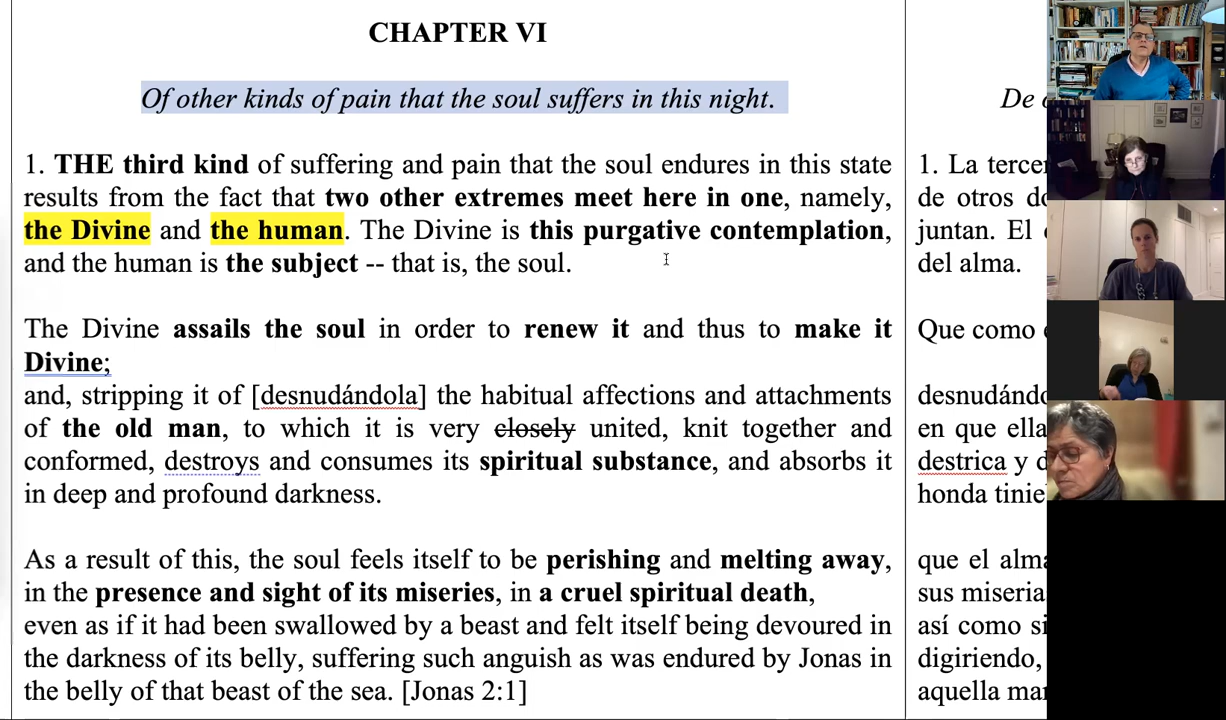 CHAPTER VI
Of other kinds of pain that the soul suffers in this night.
1. THE third kind of suffering and pain that the soul endures in this state
results from the fact that two other extremes meet here in one, namely,
the Divine and the human. The Divine is this purgative contemplation,
and the human is the subject -- that is, the soul.
The Divine assails the soul in order to renew it and thus to make it
Divine;
and, stripping it of [desnudándola] the habitual affections and attachments
of the old man, to which it is very closely united, knit together and
conformed, destroys and consumes its spiritual substance, and absorbs it
in deep and profound darkness.
As a result of this, the soul feels itself to be perishing and melting away,
in the presence and sight of its miseries, in a cruel spiritual death,
even as if it had been swallowed by a beast and felt itself being devoured in
the darkness of its belly, suffering such anguish as was endured by Jonas in
the belly of that beast of the sea. [Jonas 2:1]
De
1. La
de otros
juntan. El
del alma.
Que como
en que ella
destrica y
honda
que el
sus
así como
digiriendo,
aquella